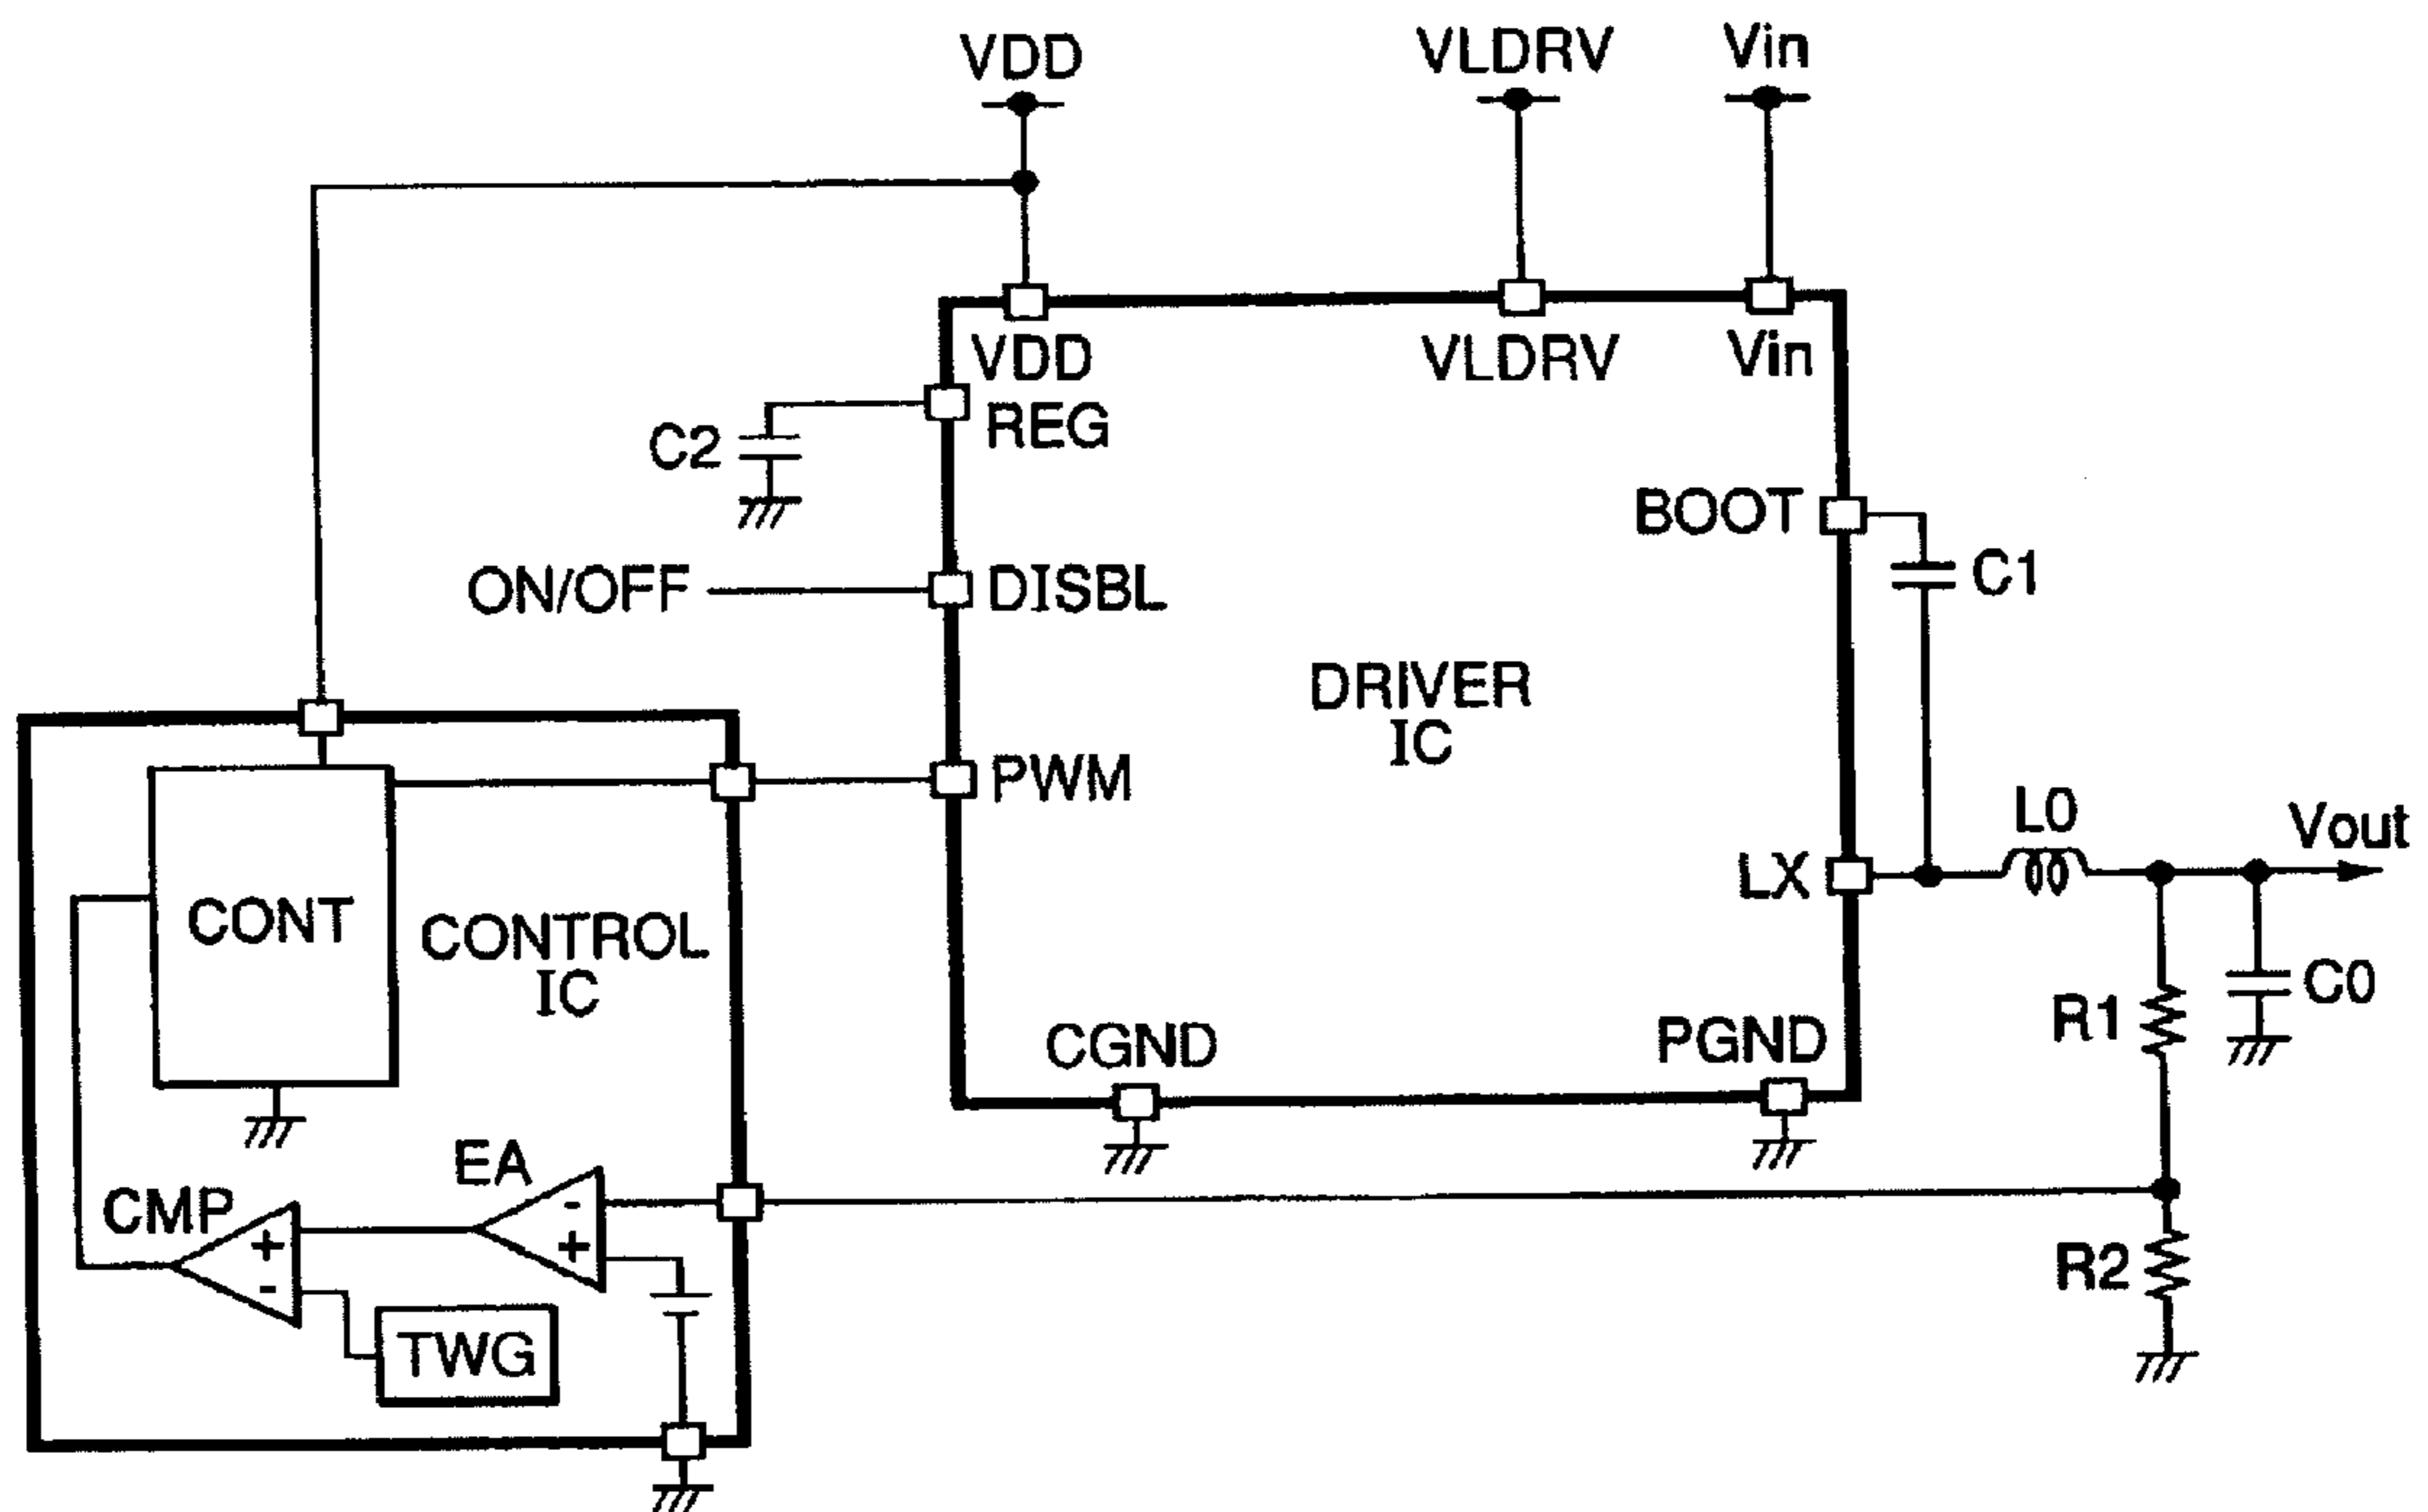 VDD
VLDRV
Vin
VDD
VLDRV
Vin
REG
C2
BOOT
C1
ON/OFF
DISBL
DRIVER
IC
PWM
L0
Vout
LX
CONT
CONTROL
IC
C0
R1
CGND
PGND
EA
CMP
-
+
+
-
R2
TWG